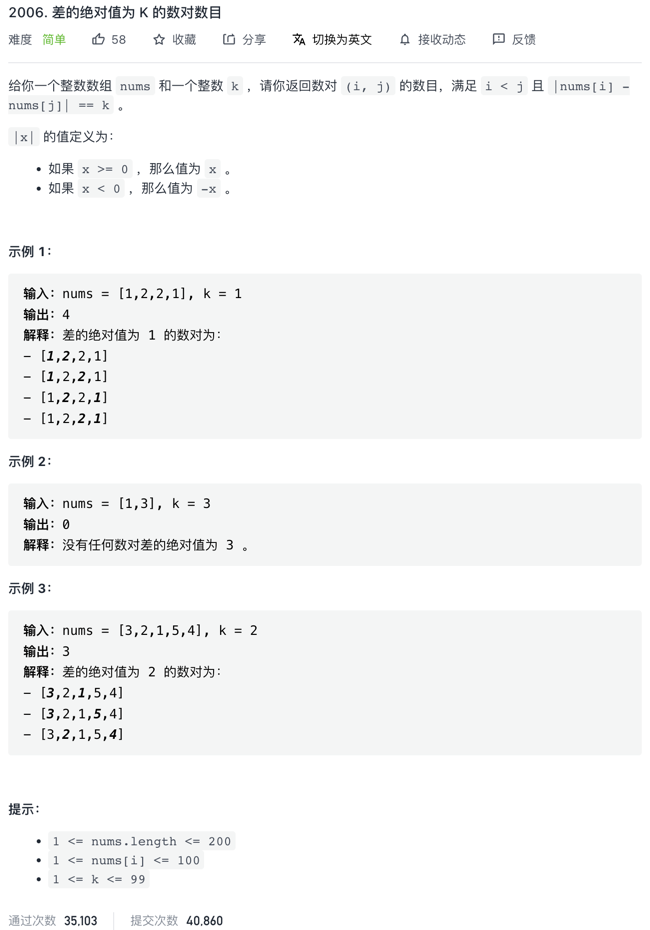 2006. 差的绝对值为 K 的数对数目
难度 简单 58 收藏 分享 切换为英文 接收动态 反馈
给你一个整数数组 nums 和一个整数 k ，请你返回数对 (i, j) 的数目，满足 i < j 且 |nums[i] -
nums[j]| == k 。
|x| 的值定义为：
• 如果 x >= 0 ，那么值为 x 。
• 如果 x < 0 ，那么值为 -x 。
示例 1：
输入：nums = [1,2,2,1], k = 1
输出：4
解释：差的绝对值为 1 的数对为：
- [1,2,2,1]
- [1,2,2,1]
- [1,2,2,1]
- [1,2,2,1]
示例 2：
输入：nums = [1,3], k = 3
输出：0
解释：没有任何数对差的绝对值为 3 。
示例 3：
输入：nums = [3,2,1,5,4], k = 2
输出：3
解释：差的绝对值为 2 的数对为：
- [3,2,1,5,4]
- [3,2,1,5,4]
- [3,2,1,5,4]
提示：
• 1 <= nums.length <= 200
• 1 <= nums[i] <= 100
• 1 <= k <= 99
通过次数 35,103 提交次数 40,860